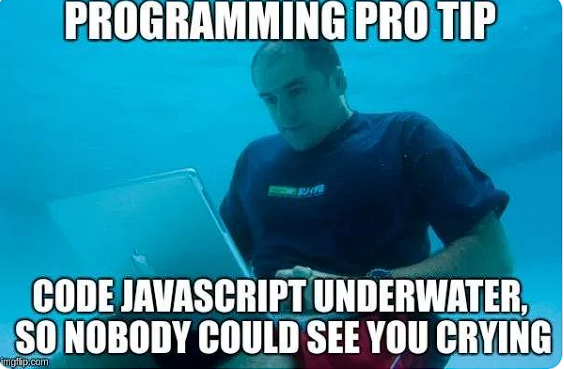 PROGRAMMING PRO TIP
CODE JAVASCRIPT UNDERWATER,
SO NOBODY COULD SEE YOU CRYING
imgflip.com